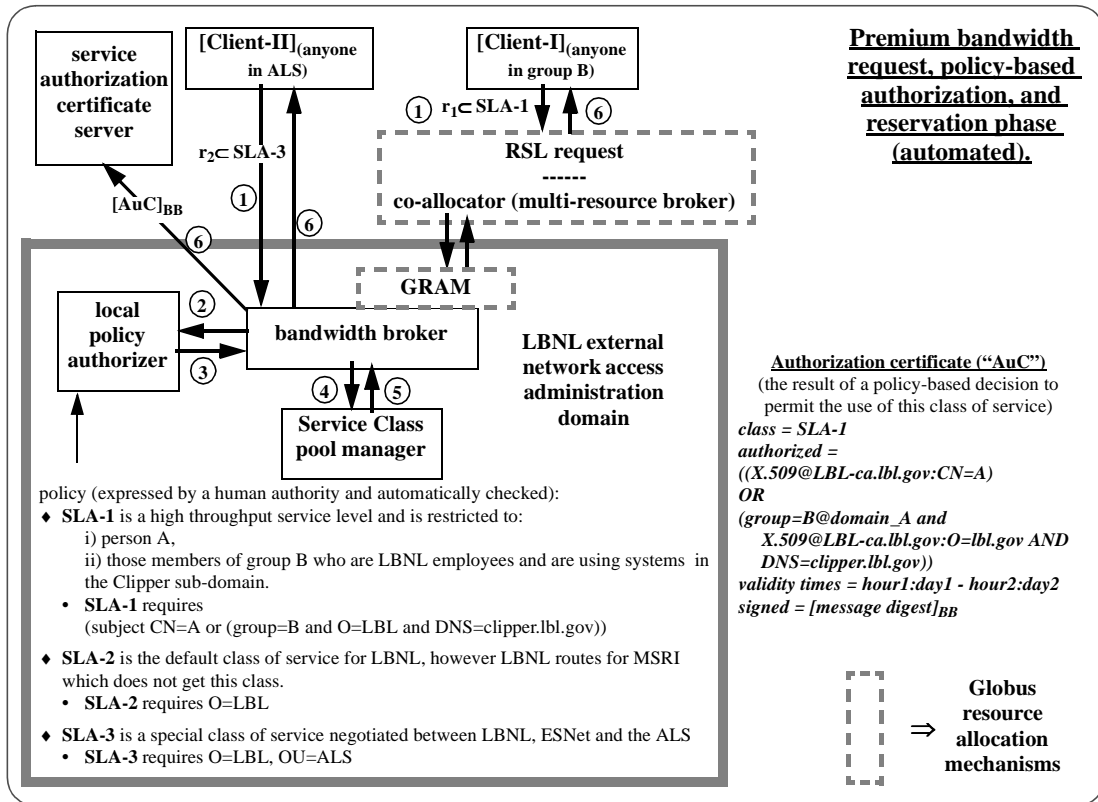 service
authorization
certificate
server
[Client-II](anyone
in ALS)
[Client-I](anyone
in group B)
Premium bandwidth
request, policy-based
authorization, and
reservation phase
(automated).
1
r1⊂ SLA-1
6
r2⊂ SLA-3
RSL request
------
co-allocator (multi-resource broker)
[AuC]BB
1
6
6
GRAM
local
policy
authorizer
2
3
bandwidth broker
4
5
Service Class
pool manager
LBNL external
network access
administration
domain
Authorization certificate (“AuC”)
(the result of a policy-based decision to
permit the use of this class of service)
class = SLA-1
authorized =
((X.509@LBL-ca.lbl.gov:CN=A)
OR
(group=B@domain_A and
X.509@LBL-ca.lbl.gov:O=lbl.gov AND
DNS=clipper.lbl.gov))
validity times = hour1:day1 - hour2:day2
signed = [message digest]BB
policy (expressed by a human authority and automatically checked):
♦ SLA-1 is a high throughput service level and is restricted to:
i) person A,
ii) those members of group B who are LBNL employees and are using systems in
the Clipper sub-domain.
• SLA-1 requires
(subject CN=A or (group=B and O=LBL and DNS=clipper.lbl.gov))
♦ SLA-2 is the default class of service for LBNL, however LBNL routes for MSRI
which does not get this class.
• SLA-2 requires O=LBL
♦ SLA-3 is a special class of service negotiated between LBNL, ESNet and the ALS
• SLA-3 requires O=LBL, OU=ALS
⇒
Globus
resource
allocation
mechanisms